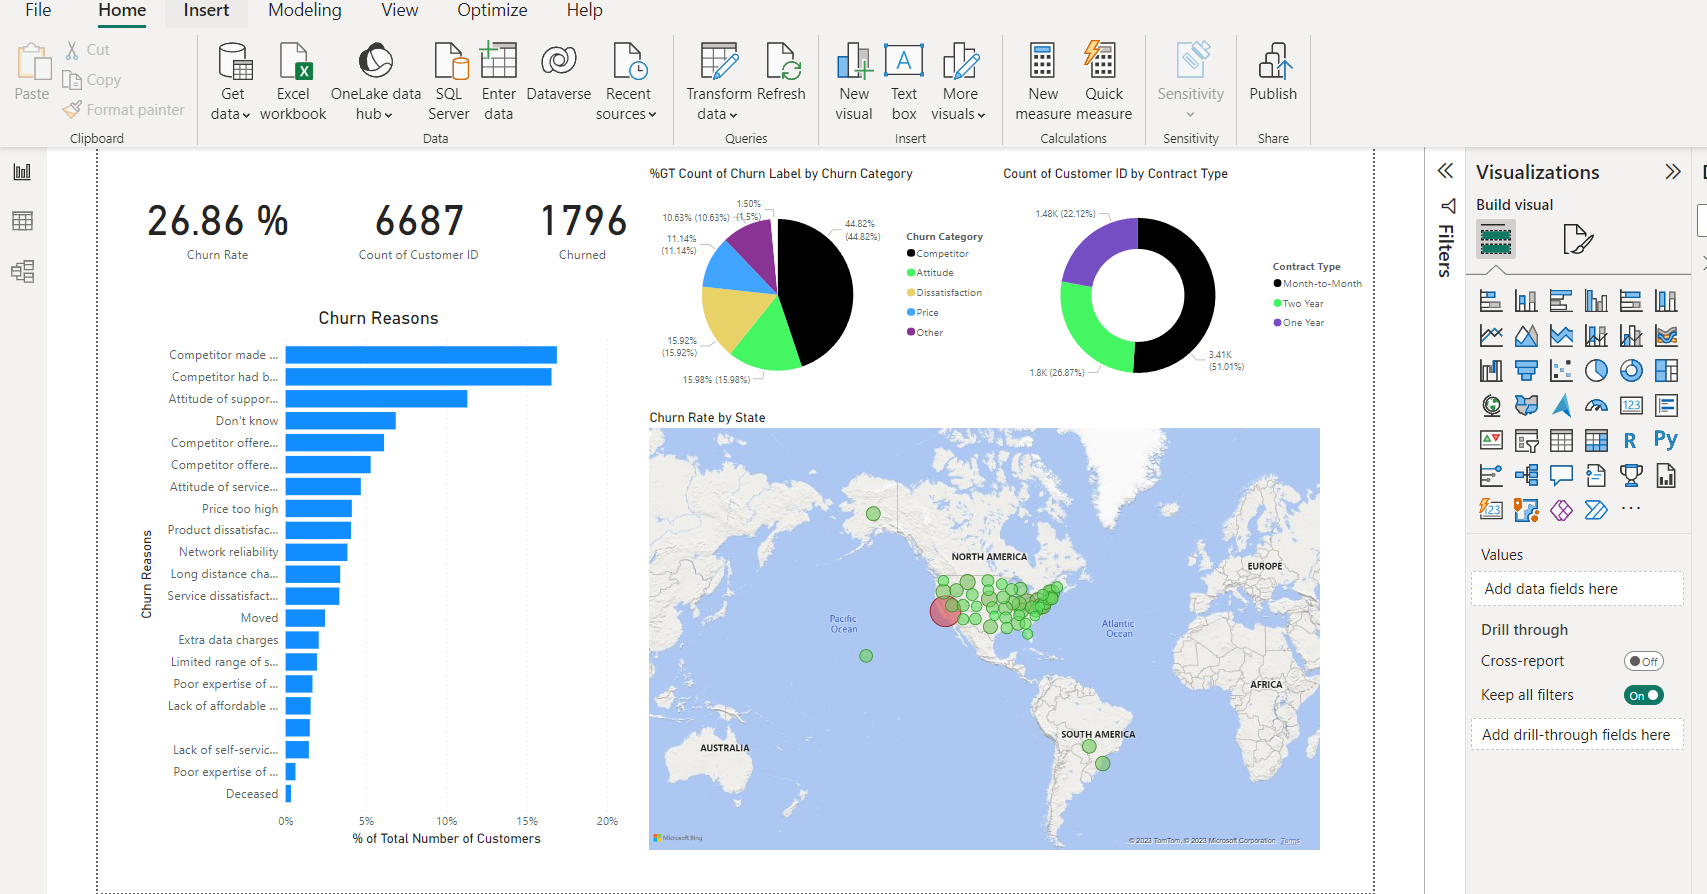 File Home Insert Modeling View Optimize Help
Paste
Cut
Copy
Format painter
Clipboard
Get data
Excel workbook
OneLake data hub
SQL Server
Enter data
Dataverse
Recent sources
Data
Transform data
Refresh
Queries
New visual
Text box
More visuals
Insert
New measure
Quick measure
Calculations
Sensitivity
Sensitivity
Publish
Share
26.86 %
Churn Rate
6687
Count of Customer ID
1796
Churned
Churn Reasons
Churn Reasons
Competitor made ...
Competitor had b...
Attitude of suppor...
Don't know
Competitor offere...
Competitor offere...
Attitude of service...
Price too high
Product dissatisfac...
Network reliability
Long distance cha...
Service dissatisfact...
Moved
Extra data charges
Limited range of s...
Poor expertise of ...
Lack of affordable ...
Lack of self-servic...
Poor expertise of ...
Deceased
0% 5% 10% 15% 20%
% of Total Number of Customers
%GT Count of Churn Label by Churn Category
1.50%
(1.5%)
10.63% (10.63%)
11.14%
(11.14%)
15.92%
(15.92%)
15.98% (15.98%)
44.82%
(44.82%)
Churn Category
Competitor
Attitude
Dissatisfaction
Price
Other
Count of Customer ID by Contract Type
1.48K (22.12%)
1.8K (26.87%)
3.41K
(51.01%)
Contract Type
Month-to-Month
Two Year
One Year
Churn Rate by State
NORTH AMERICA
EUROPE
Pacific
Ocean
Atlantic
Ocean
AFRICA
SOUTH AMERICA
AUSTRALIA
Microsoft Bing
© 2023 TomTom, © 2023 Microsoft Corporation Terms
Filters
Visualizations
Build visual
123
R
Py
123
...
Values
Add data fields here
Drill through
Cross-report
Off
Keep all filters
On
Add drill-through fields here